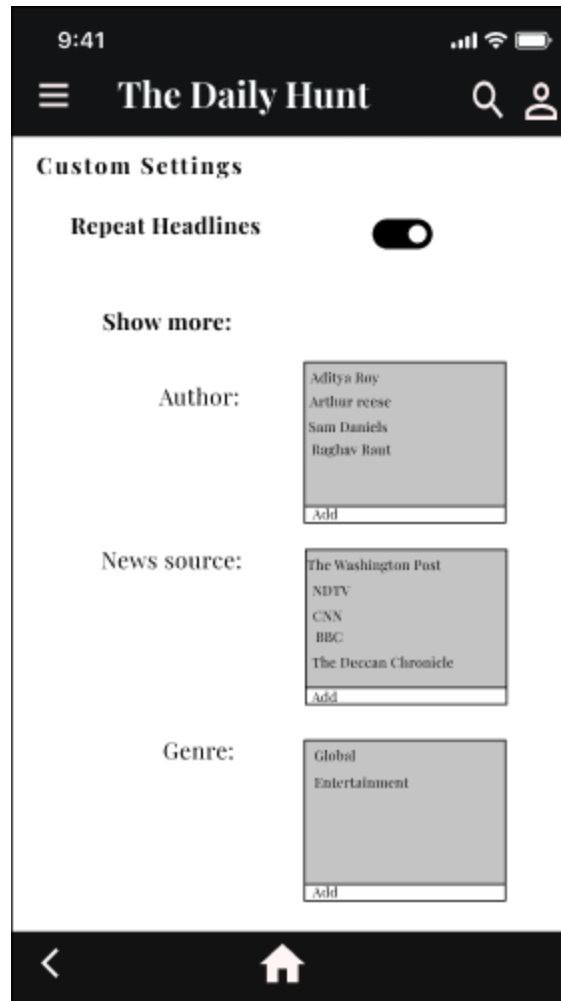 9:41
The Daily Hunt
Custom Settings
Repeat Headlines
Show more:
Author:
Aditya Roy
Arthur reese
Sam Daniels
Raghav Raut
Add
News source:
The Washington Post
NDTV
CNN
BBC
The Deccan Chronicle
Add
Genre:
Global
Entertainment
Add